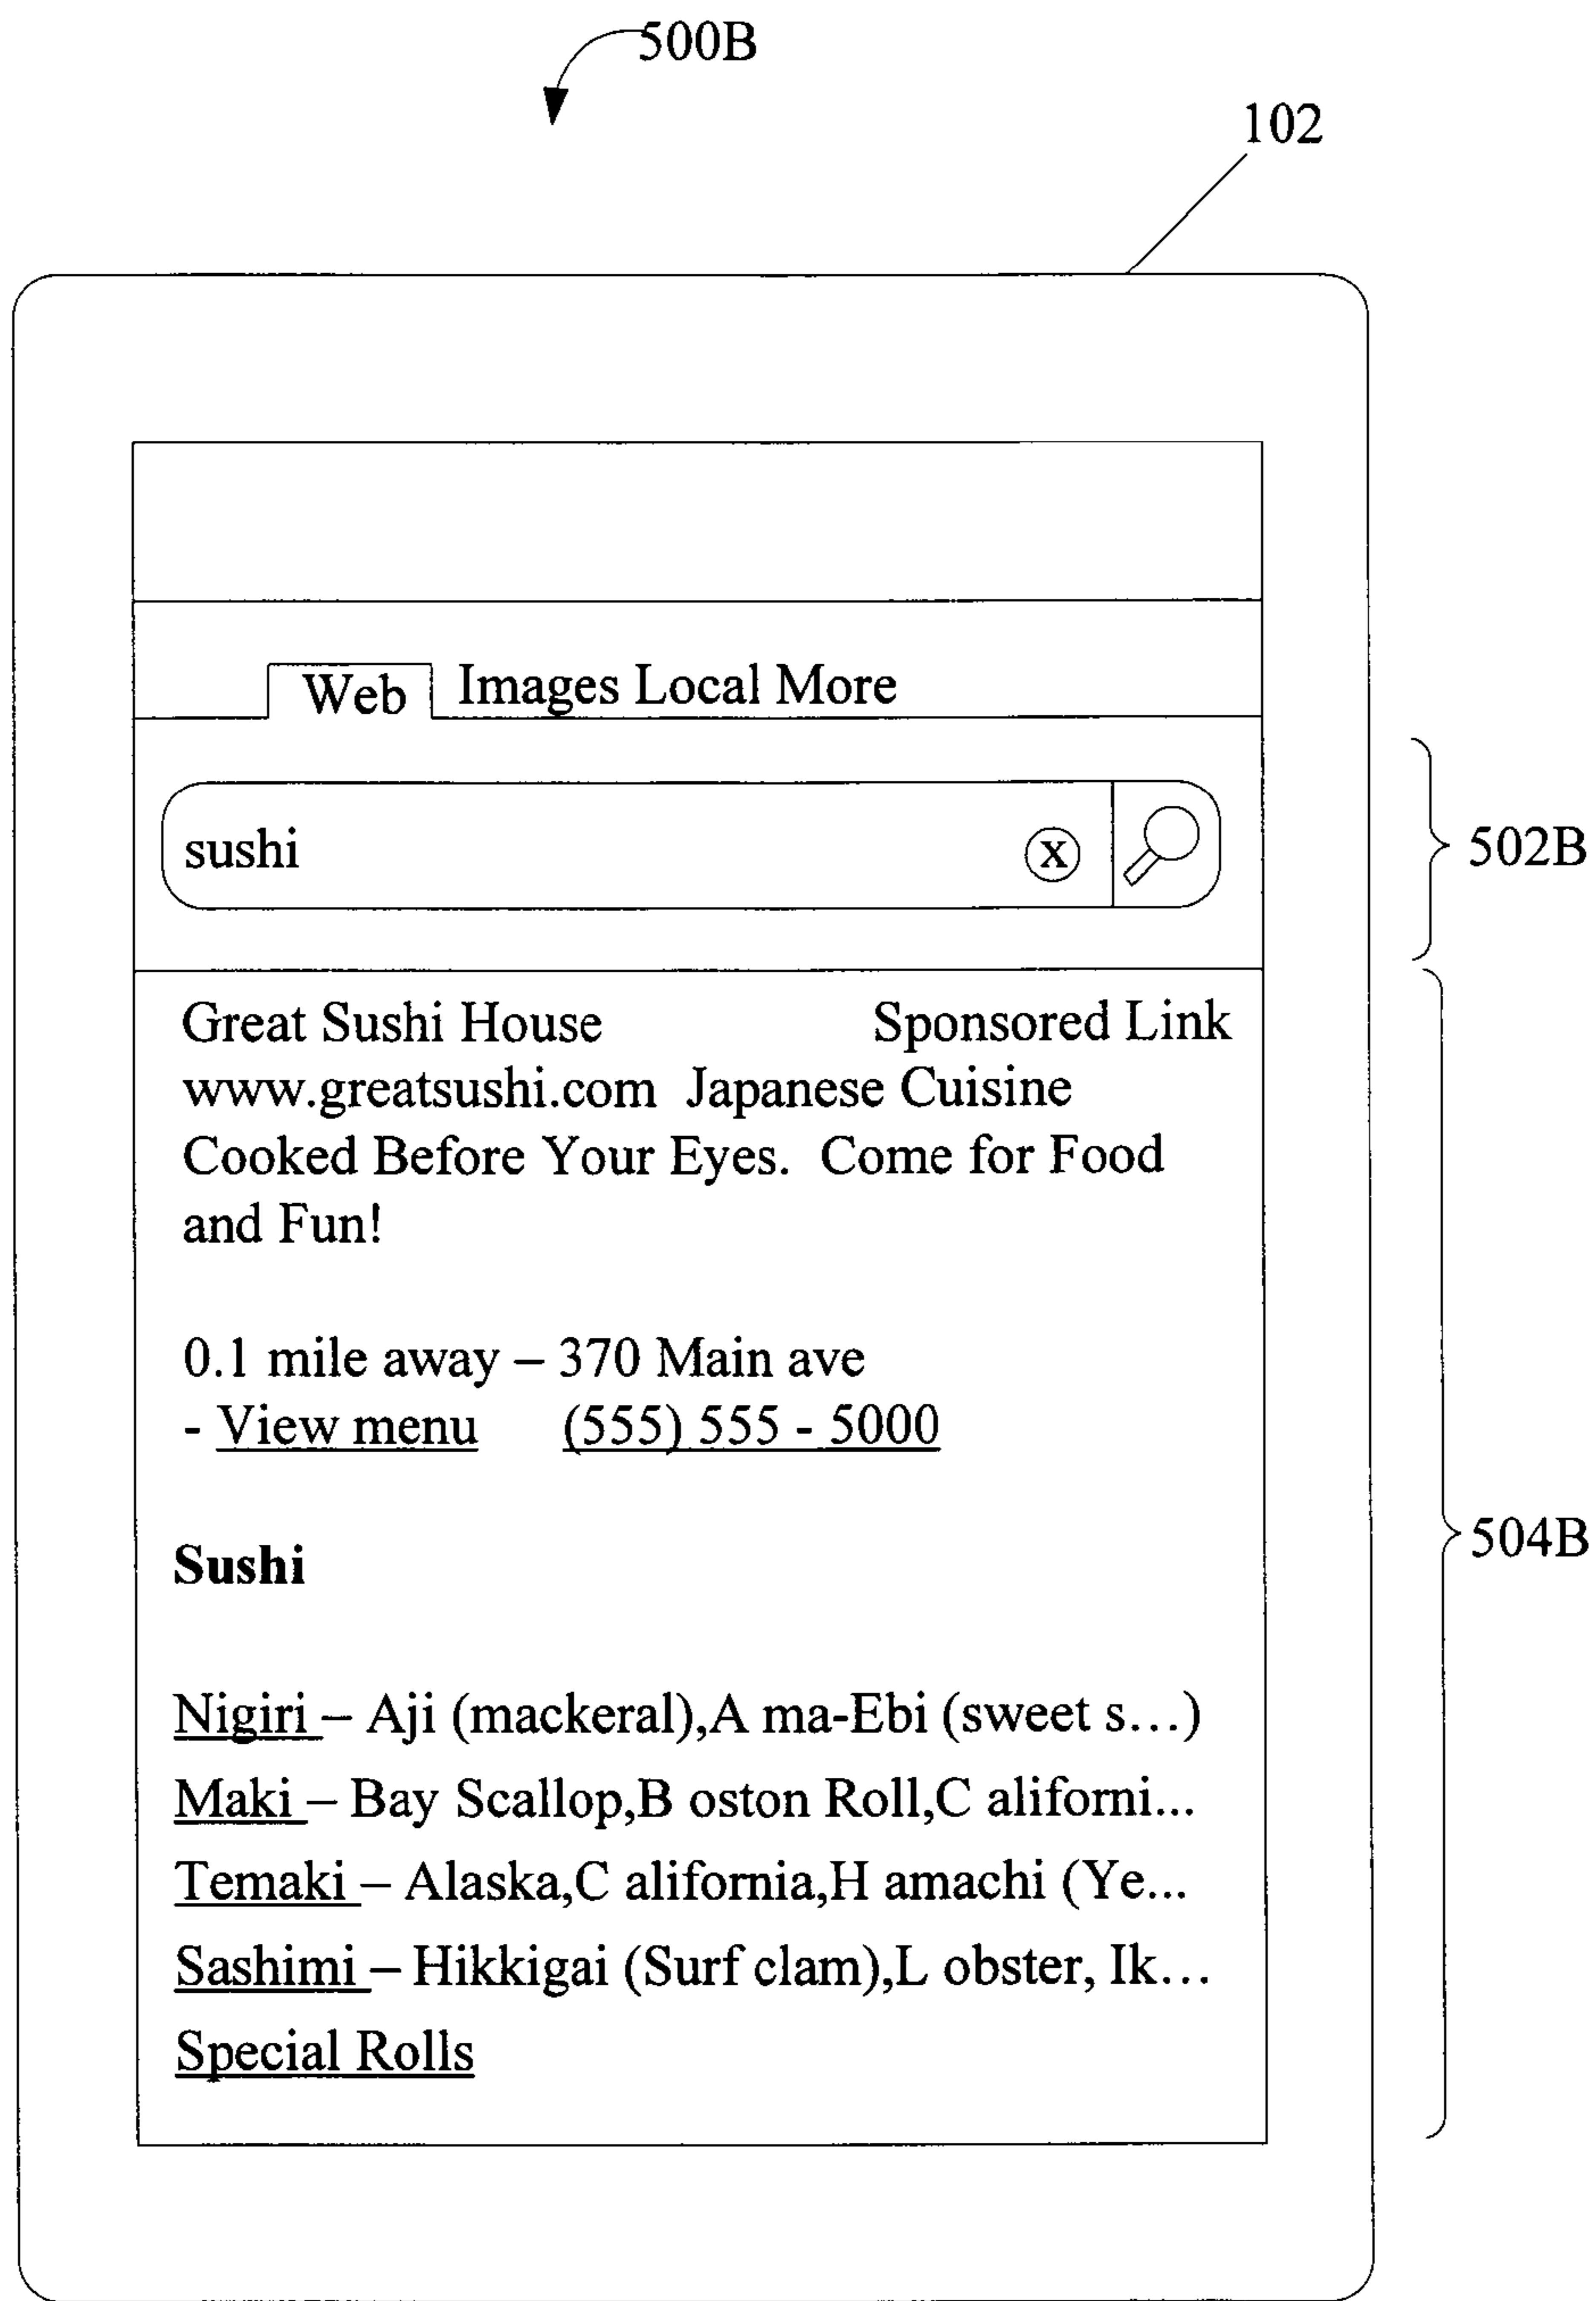 500B
102
Web Images Local More
sushi X
502B
Great Sushi House Sponsored Link
www.greatsushi.com Japanese Cuisine
Cooked Before Your Eyes. Come for Food
and Fun!
0.1 mile away – 370 Main ave
- View menu (555) 555 - 5000
504B
Sushi
Nigiri – Aji (mackeral),A ma-Ebi (sweet s…)
Maki – Bay Scallop,B oston Roll,C aliforni...
Temaki – Alaska,C alifornia,H amachi (Ye...
Sashimi – Hikkigai (Surf clam),L obster, Ik…
Special Rolls